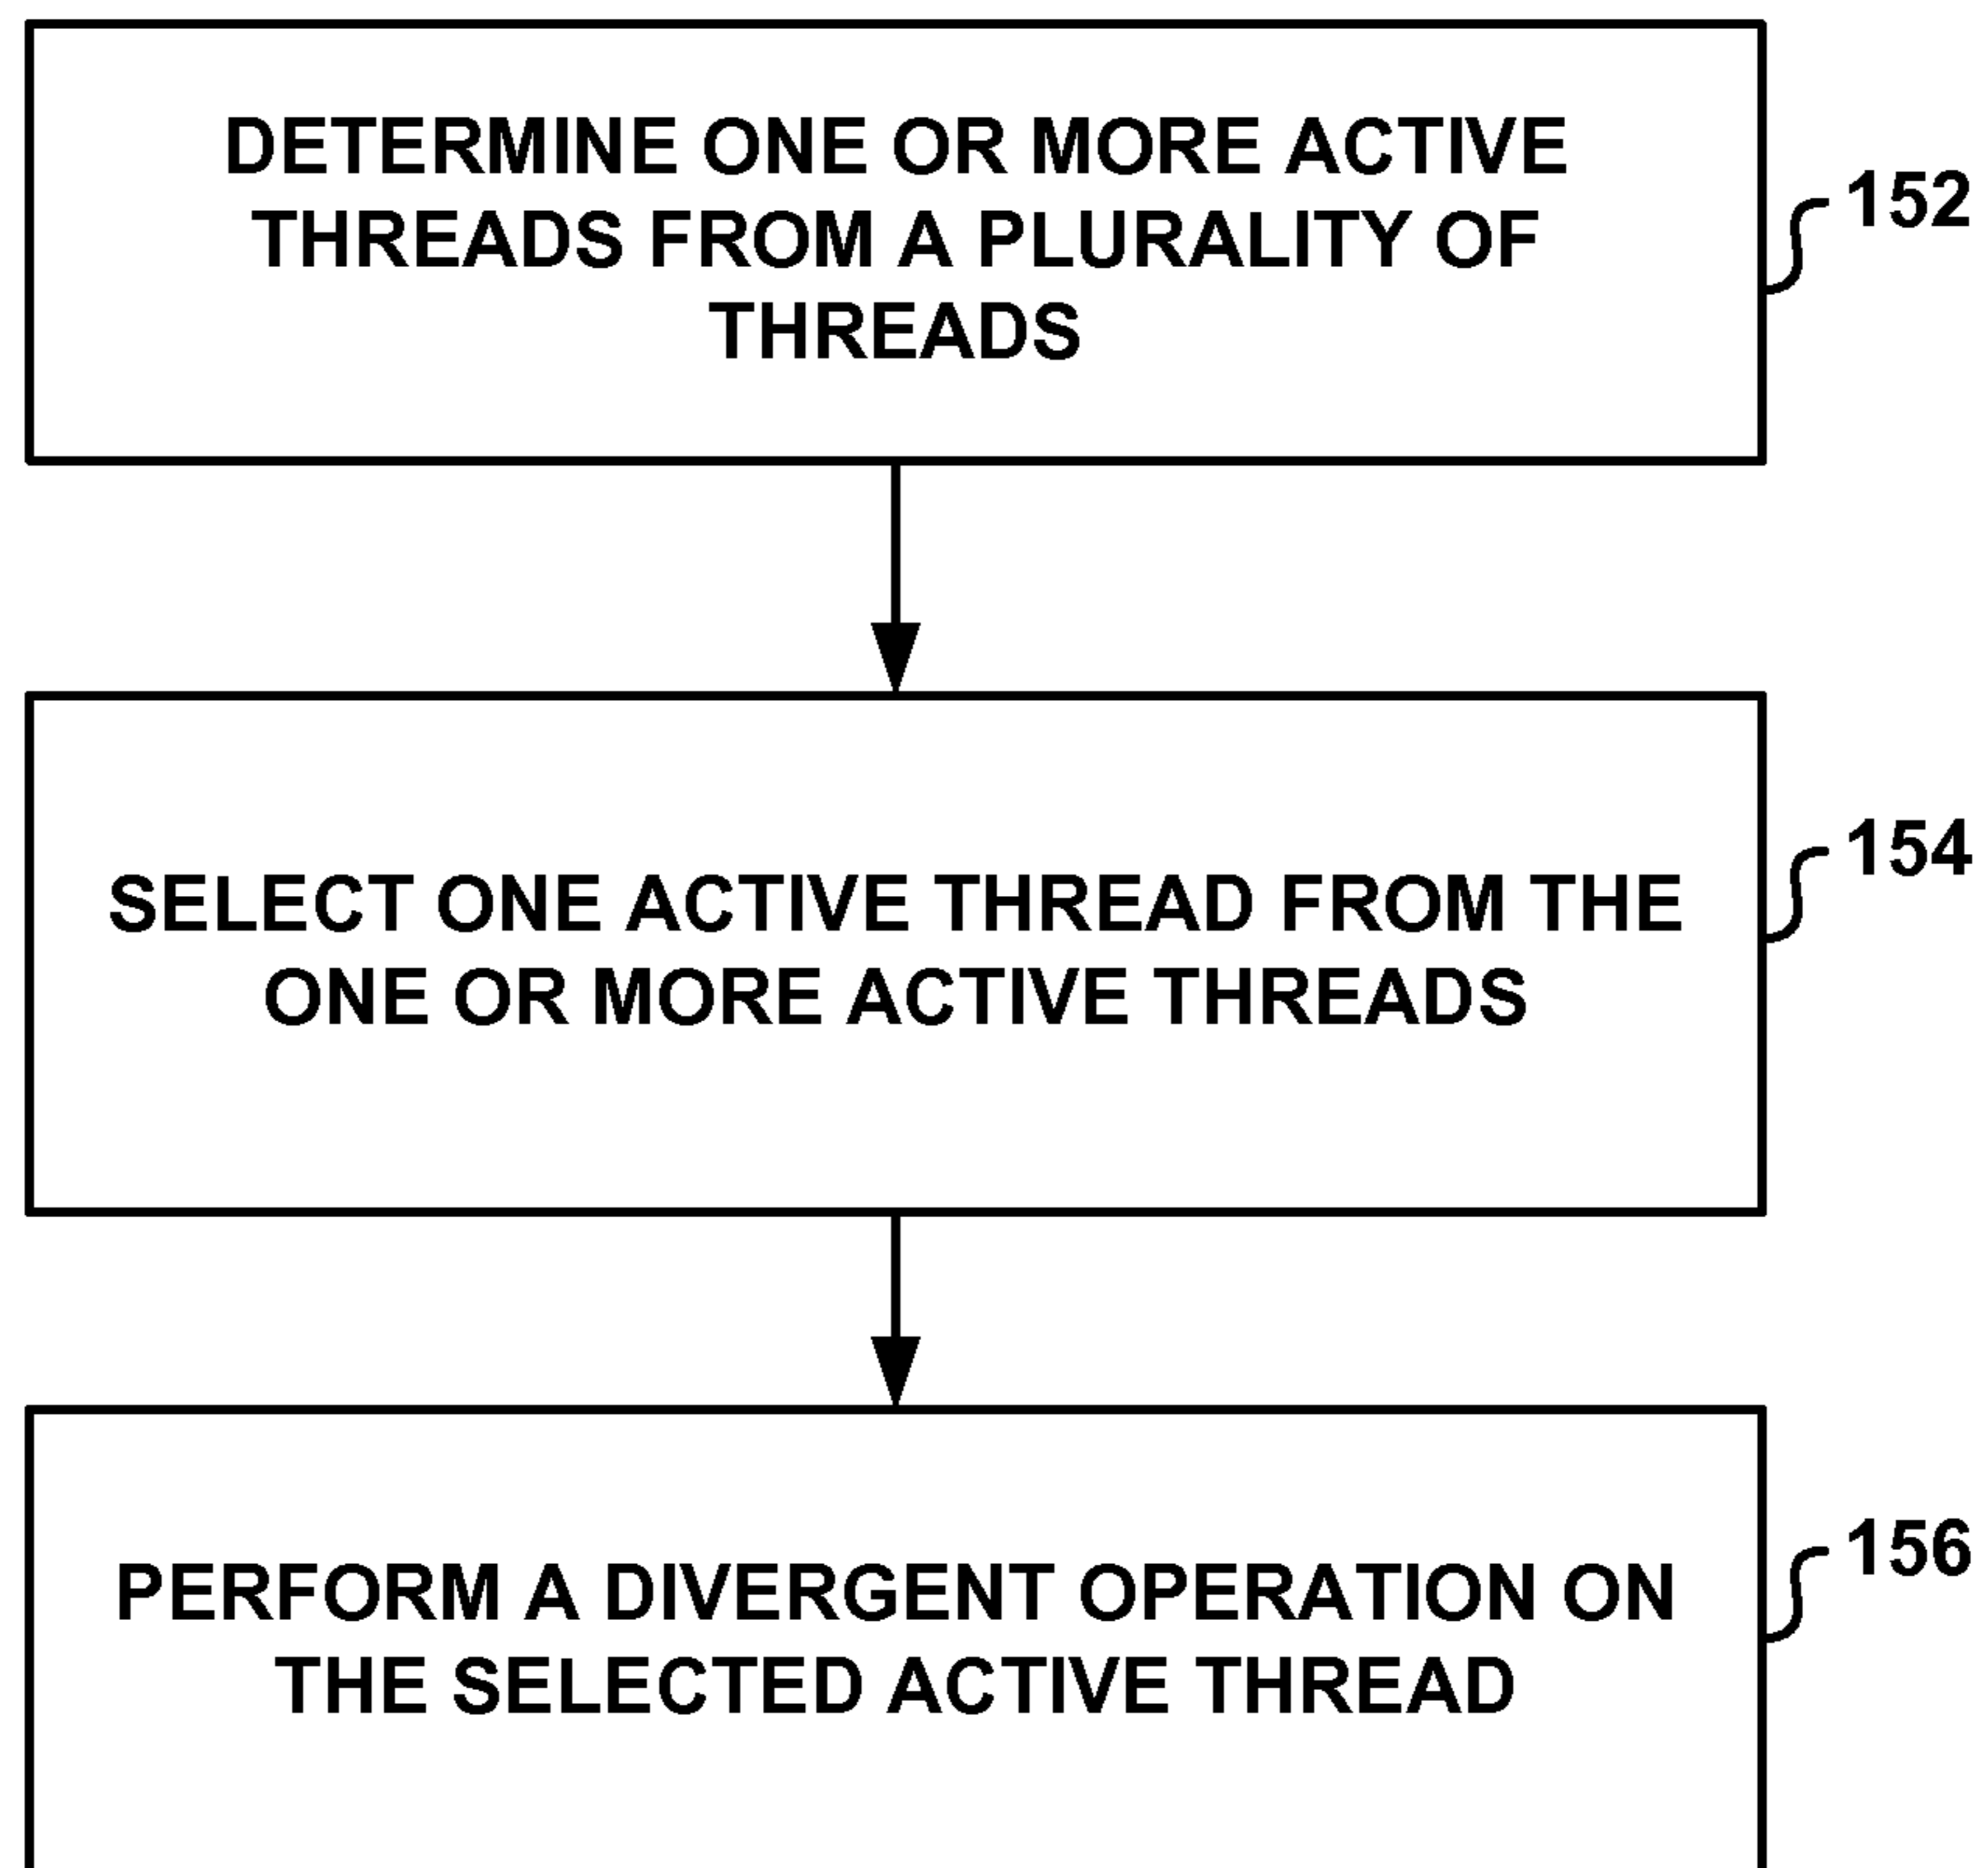 DETERMINE ONE OR MORE ACTIVE
THREADS FROM A PLURALITY OF
THREADS
152
SELECT ONE ACTIVE THREAD FROM THE
ONE OR MORE ACTIVE THREADS
154
PERFORM A DIVERGENT OPERATION ON
THE SELECTED ACTIVE THREAD
156